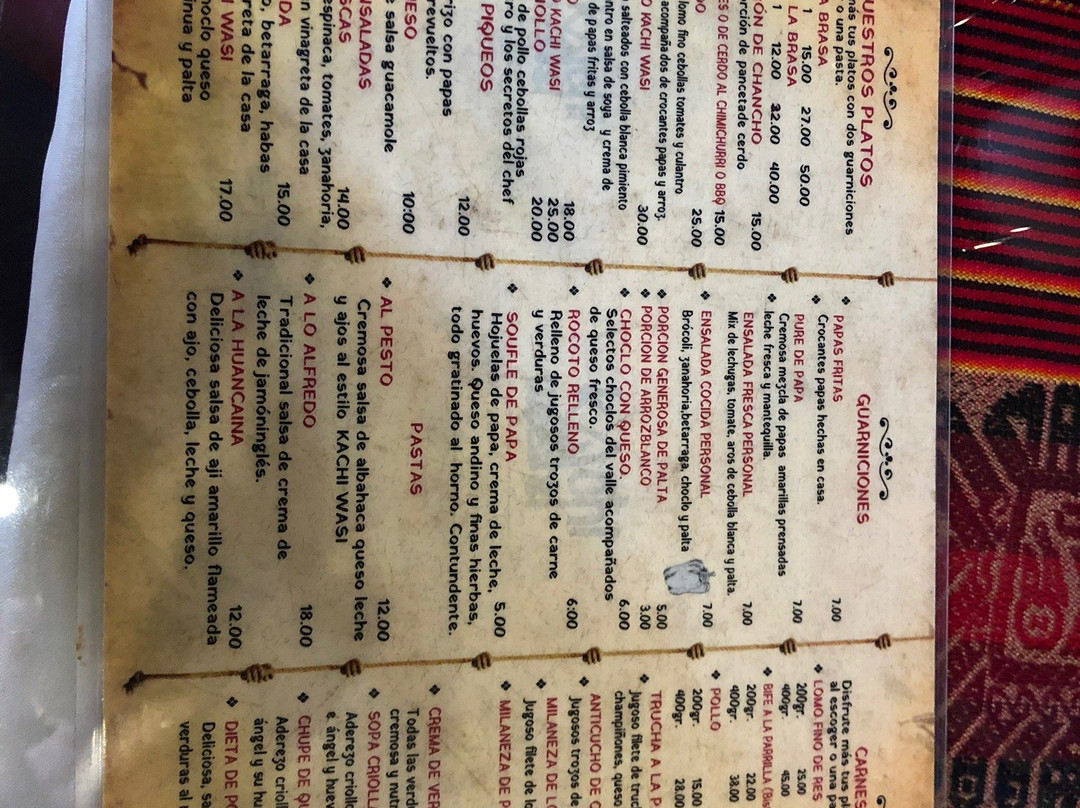 UESTROS PLATOS
más tus platos con dos guarniciones
o una pasta.
A BRASA
1 15.00 27.00 50.00
LA BRASA
1 12.00 22.00 40.00
ÓN DE CHANCHO
rción de pancetade cerdo 15.00
ES O DE CERDO AL CHIMICHURRI O BBQ 15.00
DO
lomo fino cebollas tomates y culantro
acompañados de crocantes papas y arroz. 25.00
O KACHI WASI
salteados con cebolla blanca pimiento
ntro en salsa de soya y crema de 30.00
de papas fritas y arroz
O 18.00
O KACHI WASI 25.00
IOLLO 20.00
de pollo cebollas rojas
ro y los secretos del chef
PIQUEOS
rizo con papas
revueltos. 12.00
UESO
e salsa guacamole 10:00
NSALADAS
SCAS
espinaca, tomates, zanahoria,
n vinagreta de la casa 14.00
DA
o, betarraga, habas
reta de la casa 15.00
I WASI
hoclo queso
inua y palta 17.00
GUARNICIONES
❖ PAPAS FRITAS
Crocantes papas hechas en casa. 7.00
❖ PURE DE PAPA
Cremosa mezcla de papas amarillas prensadas
leche fresca y mantequilla. 7.00
❖ ENSALADA FRESCA PERSONAL
Mix de lechugas, tomate, aros de cebolla blanca y palta. 7.00
❖ ENSALADA COCIDA PERSONAL
Brócoli, zanahoria,betarraga, choclo y palta 7.00
❖ PORCION GENEROSA DE PALTA 5.00
❖ PORCION DE ARROZBLANCO 3.00
❖ CHOCLO CON QUESO. 6.00
Selectos choclos del valle acompañados
de queso fresco.
❖ ROCOTO RELLENO 6:00
Relleno de jugosos trozos de carne
y verduras
❖ SOUFLE DE PAPA
Hojuelas de papa, crema de leche, 5.00
huevos. Queso andino y finas hierbas,
todo gratinado al horno. Contundente.
PASTAS
❖ AL PESTO
Cremosa salsa de albahaca queso leche 12.00
y ajos al estilo KACHI WASI
❖ A LO ALFREDO
Tradicional salsa de crema de 18.00
leche de jamóninglés.
❖ A LA HUANCAINA
Deliciosa salsa de ají amarillo flameada 12.00
con ajo, cebolla, leche y queso.
CARNES
Disfrute más tus pl
al escoger o una pa
❖ LOMO FINO DE RES
200gr. 25.00
400gr. 45.00
❖ BIFE A LA PARRILLA (Bis
200gr. 22.00
400gr. 38.00
❖ POLLO
200gr. 15.00
400gr. 28.00
❖ TRUCHA A LA P
Jugoso filete de truc
champiñones, queso
❖ ANTICUCHO DE C
Jugosos trozos de
❖ MILANEZA DE LO
Jugoso filete de lo
❖ MILANEZA DE P
❖ CREMA DE VER
Todas las verd
cremosa y nutr
❖ SOPA CRIOLL
Aderezo criol
e. ángel y huev
❖ CHUPE DE QU
Aderezo crioll
ángel y su hu
❖ DIETA DE PO
Deliciosa, sa
verduras al